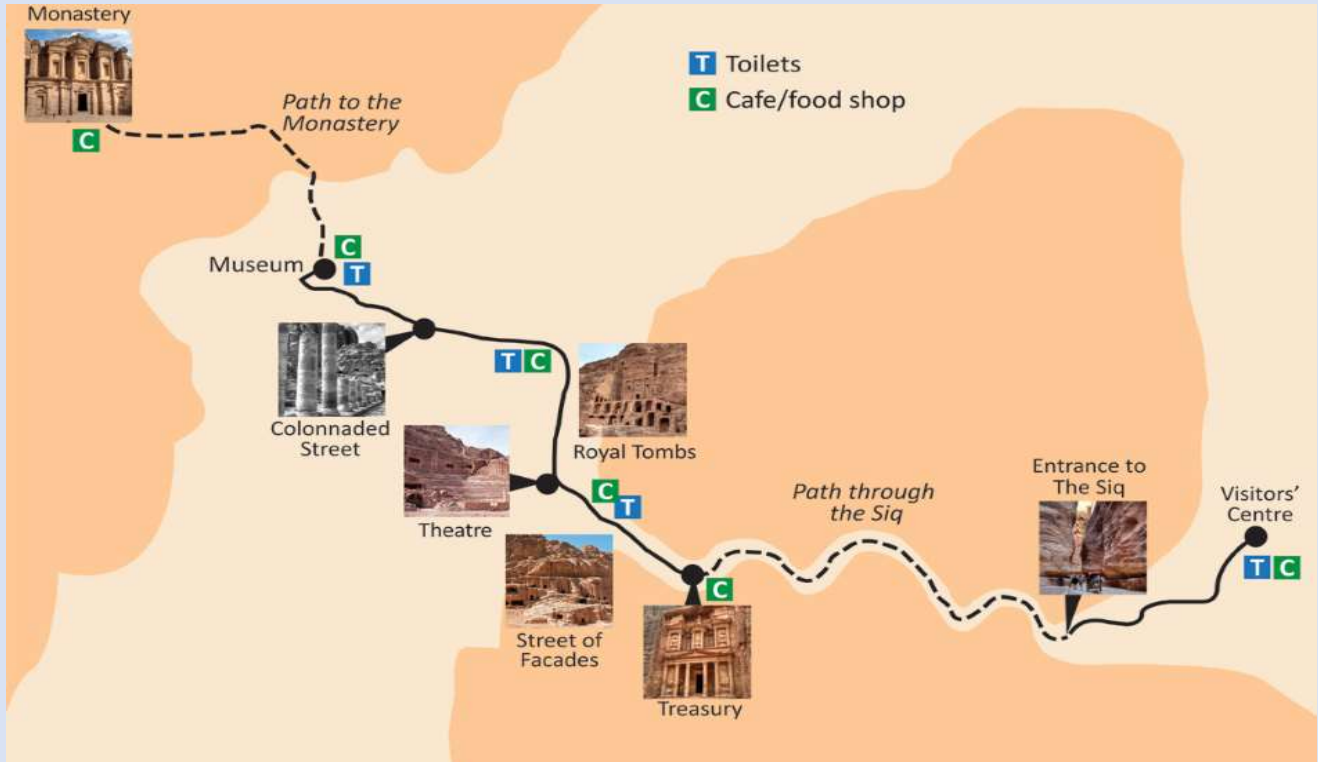 Monastery
Path to the
Monastery
C
T Toilets
C Cafe/food shop
Museum
C
T
Colonnaded
Street
T C
Royal Tombs
Theatre
C
T
Street of
Facades
C
Treasury
Path through
the Siq
Entrance to
The Siq
Visitors'
Centre
T C